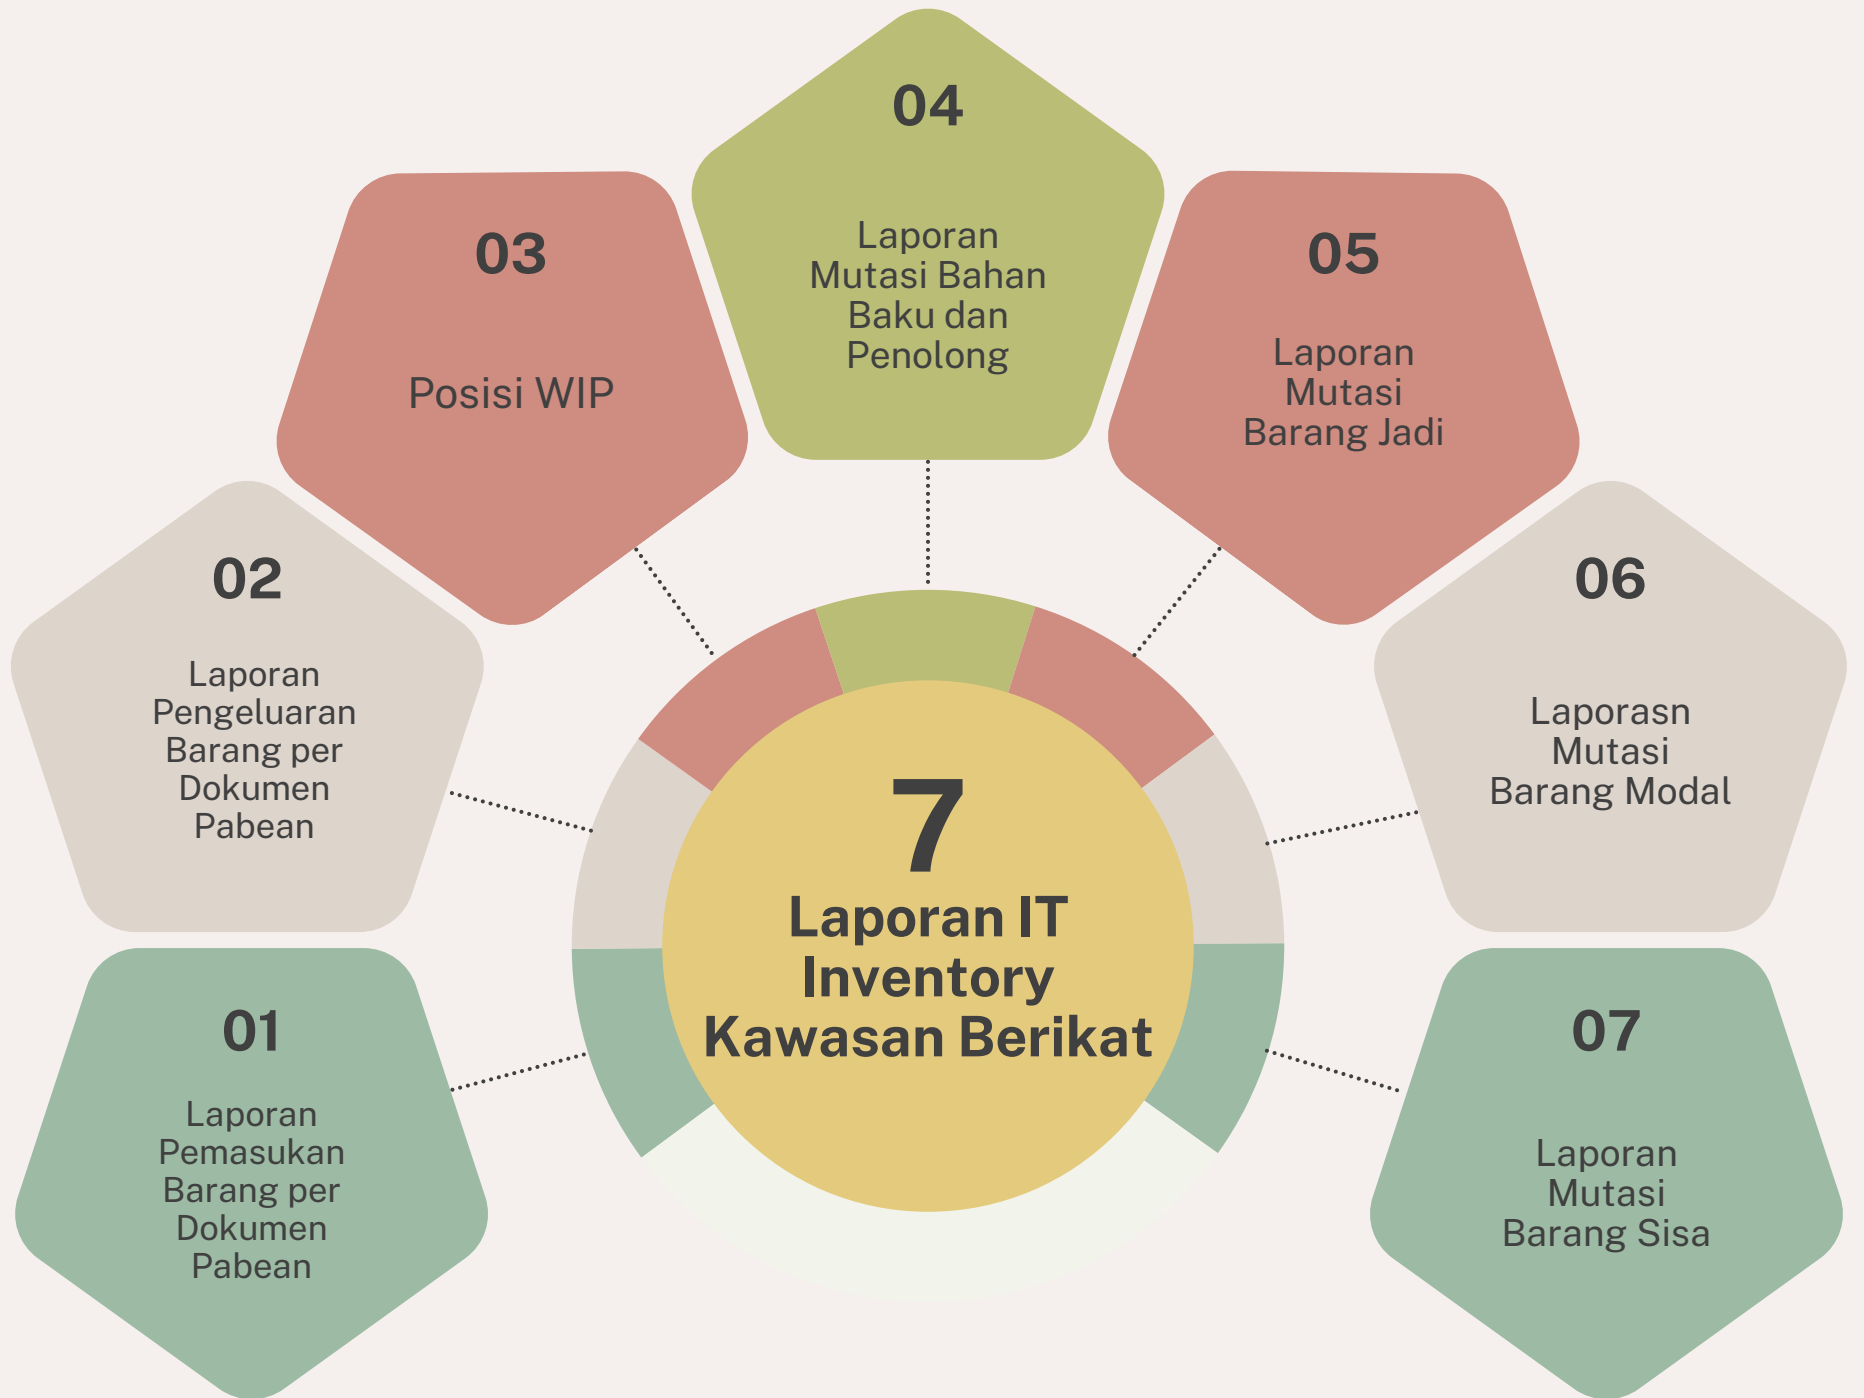 7
Laporan IT
Inventory
Kawasan Berikat
01
Laporan
Pemasukan
Barang per
Dokumen
Pabean
02
Laporan
Pengeluaran
Barang per
Dokumen
Pabean
03
Posisi WIP
04
Laporan
Mutasi Bahan
Baku dan
Penolong
05
Laporan
Mutasi
Barang Jadi
06
Laporasn
Mutasi
Barang Modal
07
Laporan
Mutasi
Barang Sisa